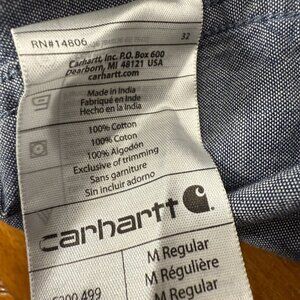 RN#14806 32
Carhartt, Inc. P.O. Box 600
Dearborn, MI 48121 USA
carhartt.com
Made in India
Fabriqué en Inde
Hecho en la India
100% Cotton
100% Coton
100% Algodón
Exclusive of trimming
Sans garniture
Sin incluir adorno
carhartt
M Regular
M Régulière
499
M Regular